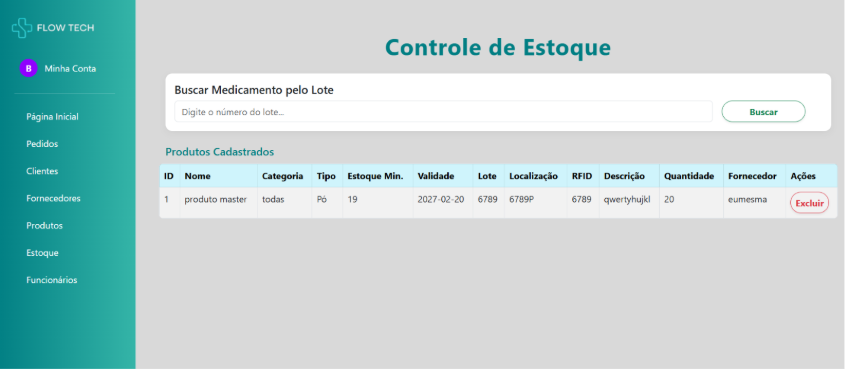 FLOW TECH
B Minha Conta
Página Inicial
Pedidos
Clientes
Fornecedores
Produtos
Estoque
Funcionários
Controle de Estoque
Buscar Medicamento pelo Lote
Digite o número do lote...
Buscar
Produtos Cadastrados
ID Nome Categoria Tipo Estoque Min. Validade Lote Localização RFID Descrição Quantidade Fornecedor Ações
1 produto master todas Pó 19 2027-02-20 6789 6789P 6789 qwertyhujkl 20 eumesma Excluir